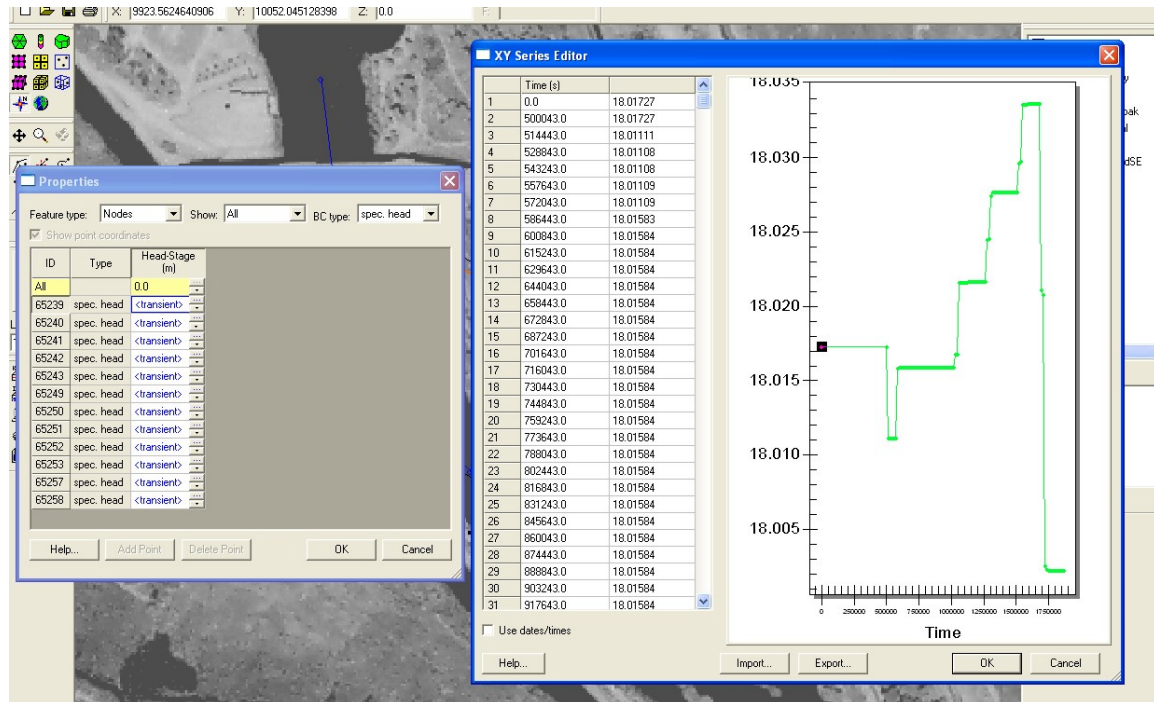 X: 9923.5624640906 Y: 10052.045128398 Z: 0.0 F:
XY Series Editor
Time (s)
1 0.0 18.01727
2 500043.0 18.01727
3 514443.0 18.01111
4 528843.0 18.01108
5 543243.0 18.01108
6 557643.0 18.01109
7 572043.0 18.01109
8 586443.0 18.01583
9 600843.0 18.01584
10 615243.0 18.01584
11 629643.0 18.01584
12 644043.0 18.01584
13 658443.0 18.01584
14 672843.0 18.01584
15 687243.0 18.01584
16 701643.0 18.01584
17 716043.0 18.01584
18 730443.0 18.01584
19 744843.0 18.01584
20 759243.0 18.01584
21 773643.0 18.01584
22 788043.0 18.01584
23 802443.0 18.01584
24 816843.0 18.01584
25 831243.0 18.01584
26 845643.0 18.01584
27 860043.0 18.01584
28 874443.0 18.01584
29 888843.0 18.01584
30 903243.0 18.01584
31 917643.0 18.01584
Use dates/times
Help... Import... Export... OK Cancel
18.035
18.030
18.025
18.020
18.015
18.010
18.005
0 250000 500000 750000 1000000 1250000 1500000 1750000
Time
Properties
Feature type: Nodes Show: All BC type: spec. head
Show point coordinates
ID Type Head-Stage (m)
All 0.0
65239 spec. head <transient>
65240 spec. head <transient>
65241 spec. head <transient>
65242 spec. head <transient>
65243 spec. head <transient>
65249 spec. head <transient>
65250 spec. head <transient>
65251 spec. head <transient>
65252 spec. head <transient>
65253 spec. head <transient>
65257 spec. head <transient>
65258 spec. head <transient>
Help... Add Point Delete Point OK Cancel